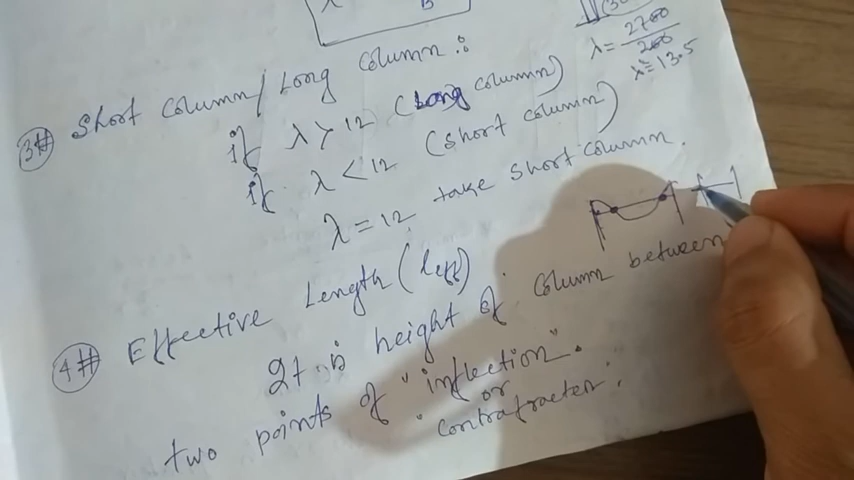 λ B
λ = 2700/200
λ = 13.5
3# Short Column/Long Column:
if λ > 12 (Long Column)
if λ < 12 (Short Column)
λ = 12 take Short Column.
4# Effective Length (leff)
It is height of Column between
two points of "inflection".
or
contrafracter.